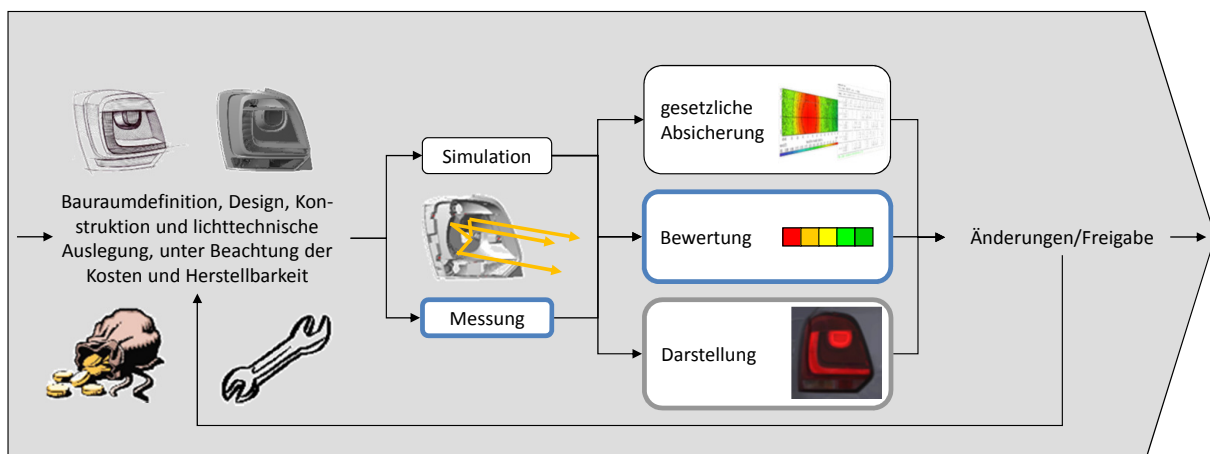 Bauraumdefinition, Design, Kon-
struktion und lichttechnische
Auslegung, unter Beachtung der
Kosten und Herstellbarkeit
Simulation
Messung
gesetzliche
Absicherung
Bewertung
Darstellung
Änderungen/Freigabe